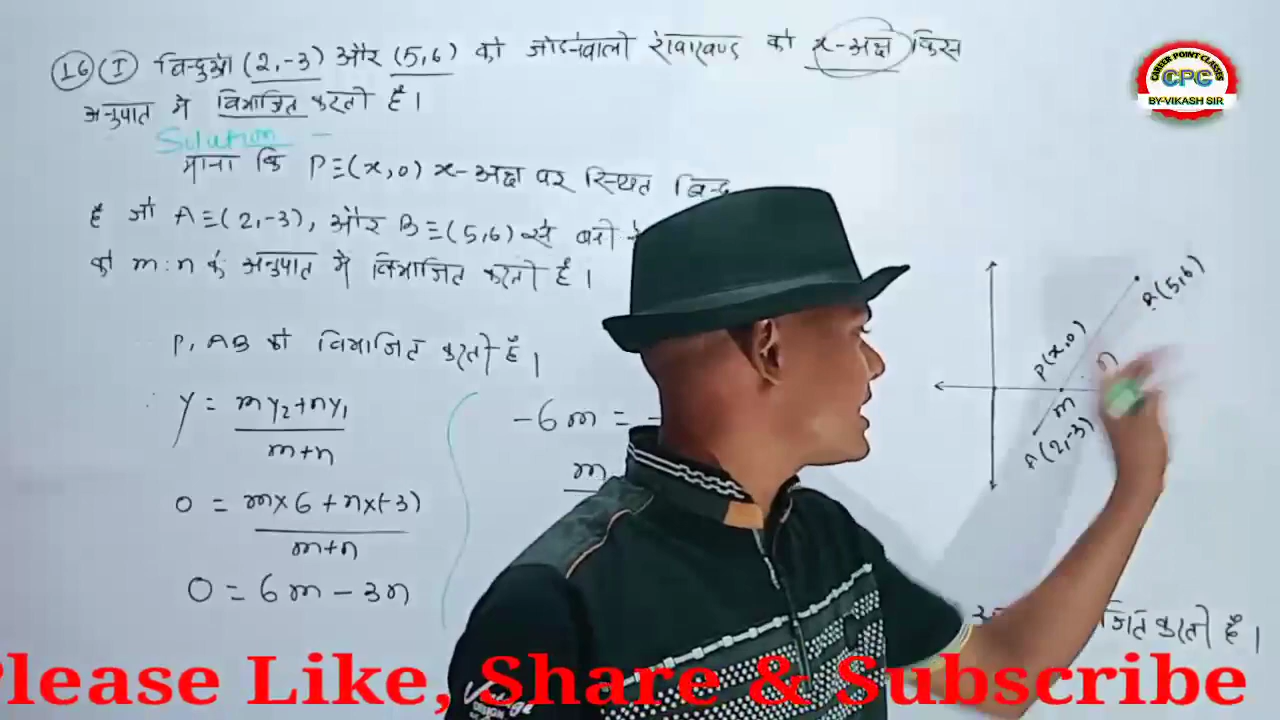 16 (I) बिन्दुओ (2,-3) और (5,6) को जोड़नेवाली रेखाखण्ड को x-अक्ष किस
अनुपात में विभाजित करती है।
Solution -
माना कि P≡(x,0) x-अक्ष पर स्थित बिन्दु
है जो A≡(2,-3), और B≡(5,6) से बनी
को m:n के अनुपात में विभाजित करती है।
P, AB को विभाजित करती है।
y = my₂+ny₁
m+n
0 = m×6 + n×(-3)
m+n
0 = 6m - 3n
-6m = -
m
B(5,6)
P(x,0)
n
m
A(2,-3)
करती है।
CAREER POINT CLASSES
CPC
BY-VIKASH SIR
Please Like, Share & Subscribe